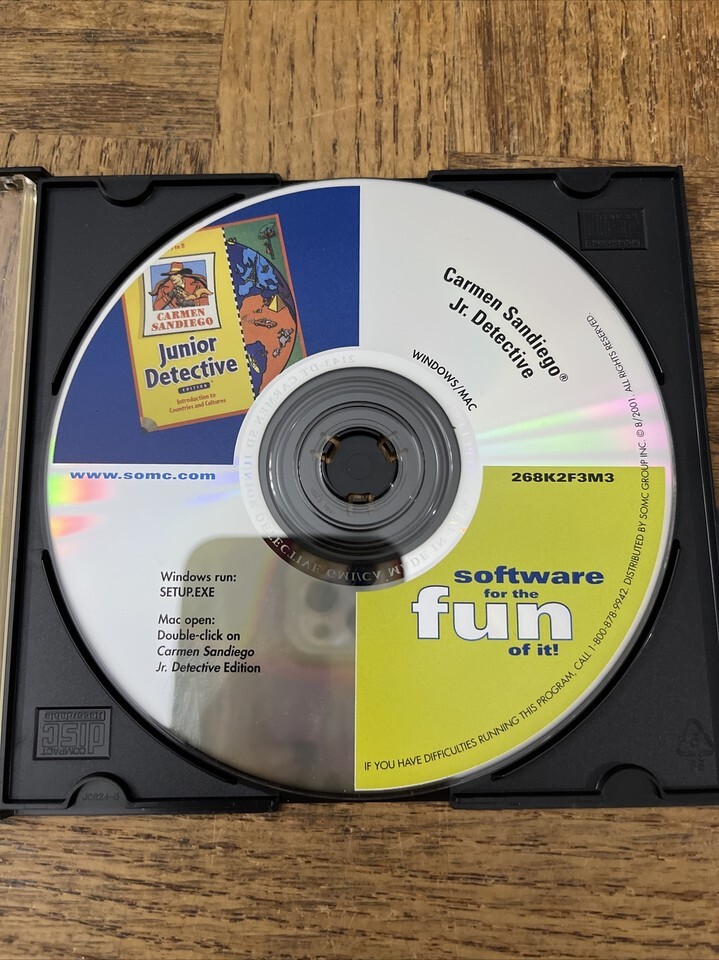 CARMEN
SANDIEGO
Junior
Detective
EDITION
Introduction to
Countries and Cultures
Carmen Sandiego®
Jr. Detective
WINDOWS/MAC
www.somc.com
268K2F3M3
Windows run:
SETUP.EXE
Mac open:
Double-click on
Carmen Sandiego
Jr. Detective Edition
software
for the
fun
of it!
IF YOU HAVE DIFFICULTIES RUNNING THIS PROGRAM, CALL 1-800-878-9942. DISTRIBUTED BY SOMC GROUP INC. © 8/2001. ALL RIGHTS RESERVED.
COMPACT
disc
Recordable